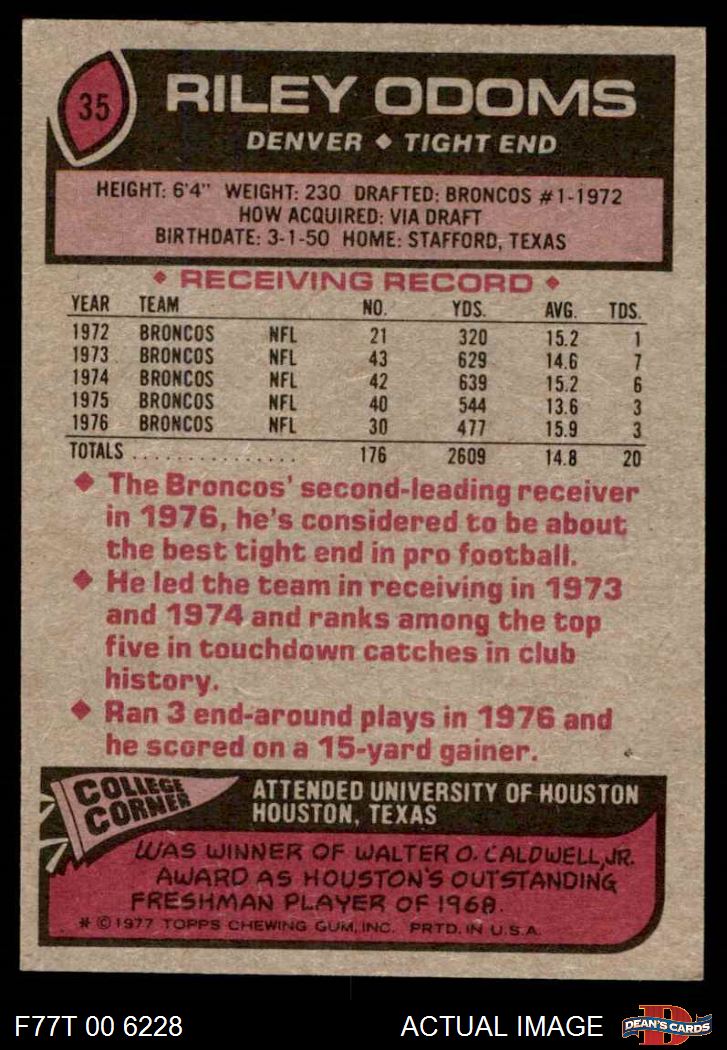 35
RILEY ODOMS
DENVER ◆ TIGHT END
HEIGHT: 6'4" WEIGHT: 230 DRAFTED: BRONCOS #1-1972
HOW ACQUIRED: VIA DRAFT
BIRTHDATE: 3-1-50 HOME: STAFFORD, TEXAS
◆ RECEIVING RECORD ◆
YEAR TEAM NO. YDS. AVG. TDS.
1972 BRONCOS NFL 21 320 15.2 1
1973 BRONCOS NFL 43 629 14.6 7
1974 BRONCOS NFL 42 639 15.2 6
1975 BRONCOS NFL 40 544 13.6 3
1976 BRONCOS NFL 30 477 15.9 3
TOTALS ............... 176 2609 14.8 20
◆ The Broncos' second-leading receiver
in 1976, he's considered to be about
the best tight end in pro football.
◆ He led the team in receiving in 1973
and 1974 and ranks among the top
five in touchdown catches in club
history.
◆ Ran 3 end-around plays in 1976 and
he scored on a 15-yard gainer.
COLLEGE
CORNER
ATTENDED UNIVERSITY OF HOUSTON
HOUSTON, TEXAS
WAS WINNER OF WALTER O. CALDWELL, JR.
AWARD AS HOUSTON'S OUTSTANDING
FRESHMAN PLAYER OF 1968.
* © 1977 TOPPS CHEWING GUM, INC. PRTD. IN U.S.A.
F77T 00 6228
ACTUAL IMAGE
D
DEAN'S CARDS